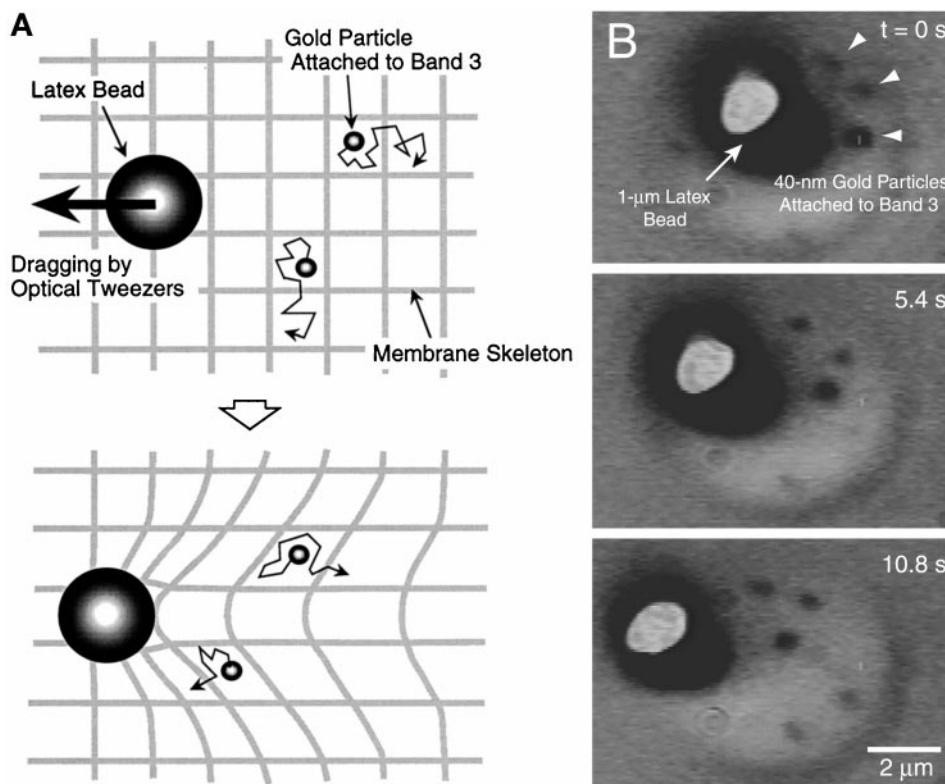 A
Gold Particle
Attached to Band 3
Latex Bead
Dragging by
Optical Tweezers
Membrane Skeleton
B
t = 0 s
1-μm Latex
Bead
40-nm Gold Particles
Attached to Band 3
5.4 s
10.8 s
2 μm